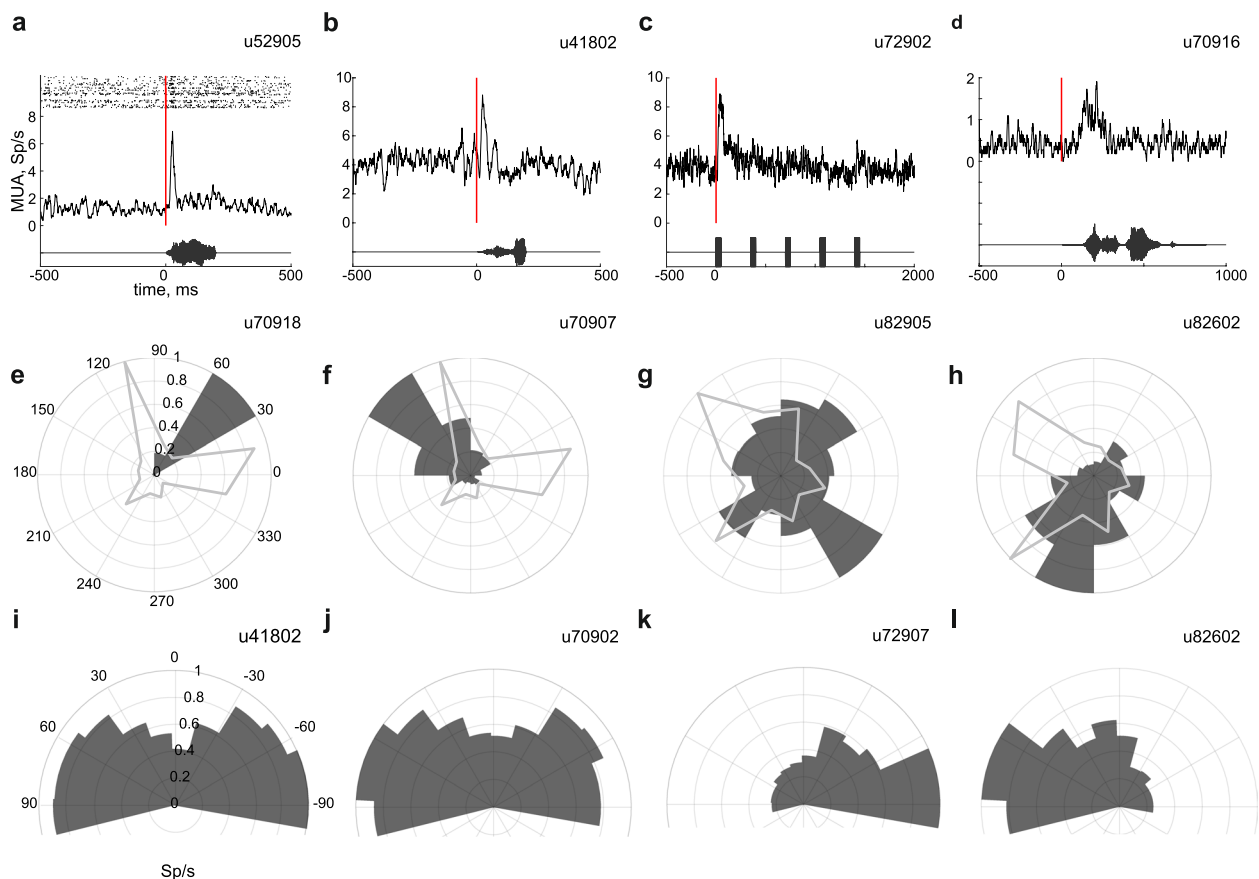 a
u52905
MUA, Sp/s
8
6
4
2
0
-500
0
500
time, ms
b
u41802
10
8
6
4
2
0
-500
0
500
c
u72902
10
8
6
4
2
0
-500
0
2000
d
u70916
2
1
0
-500
0
500
1000
e
u70918
90
1
120
60
0.8
0.6
150
30
0.4
0.2
180
0
0
210
330
240
300
270
f
u70907
g
u82905
h
u82602
i
u41802
0
30
1
-30
0.8
60
0.6
-60
0.4
0.2
90
0
-90
Sp/s
j
u70902
k
u72907
l
u82602